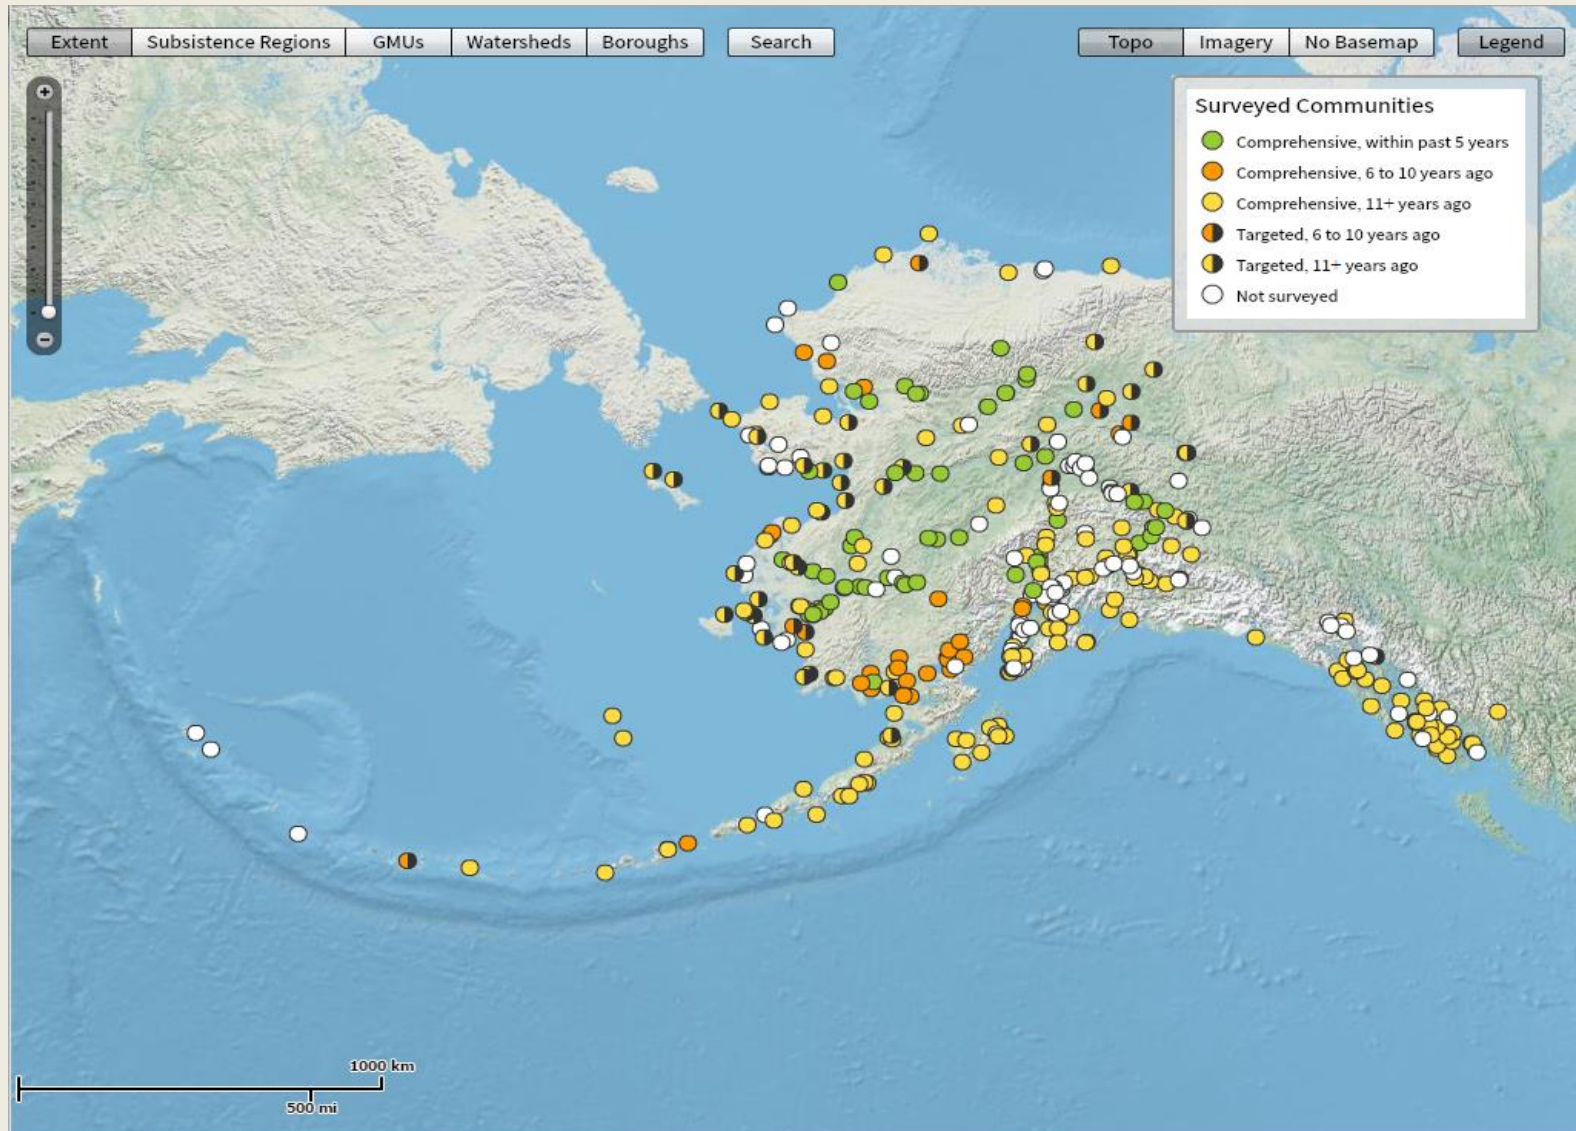 Extent Subsistence Regions GMUs Watersheds Boroughs Search Topo Imagery No Basemap Legend
+
Surveyed Communities
Comprehensive, within past 5 years
Comprehensive, 6 to 10 years ago
Comprehensive, 11+ years ago
Targeted, 6 to 10 years ago
Targeted, 11+ years ago
Not surveyed
−
1000 km
500 mi